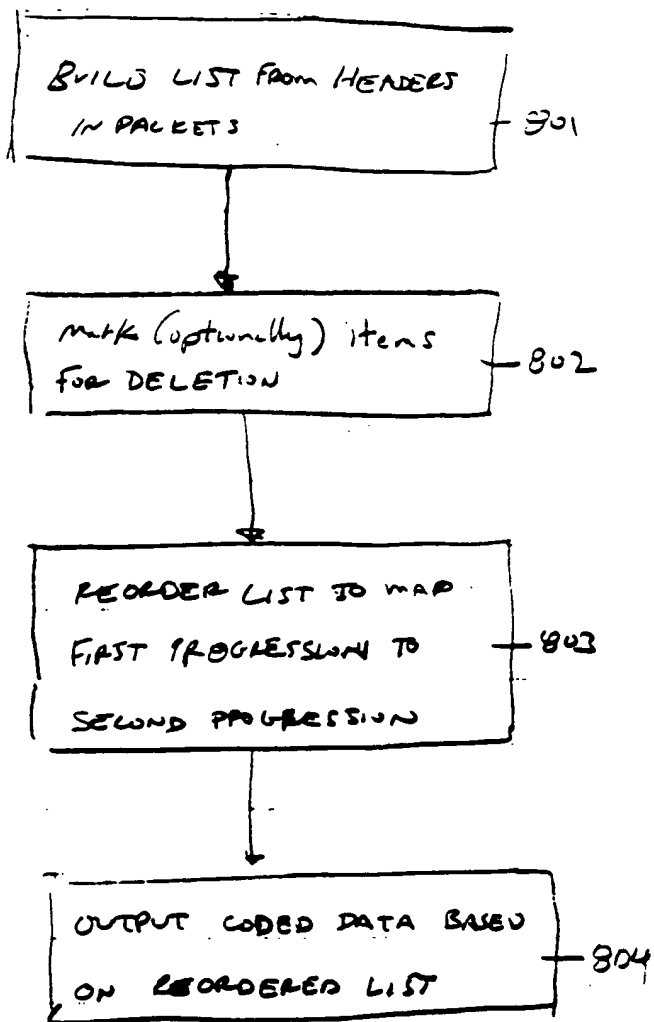 BUILD LIST FROM HEADERS
IN PACKETS
801
Mark (optionally) items
FOR DELETION
802
REORDER LIST TO MAP
FIRST PROGRESSION TO
SECOND PROGRESSION
803
OUTPUT CODED DATA BASED
ON REORDERED LIST
804